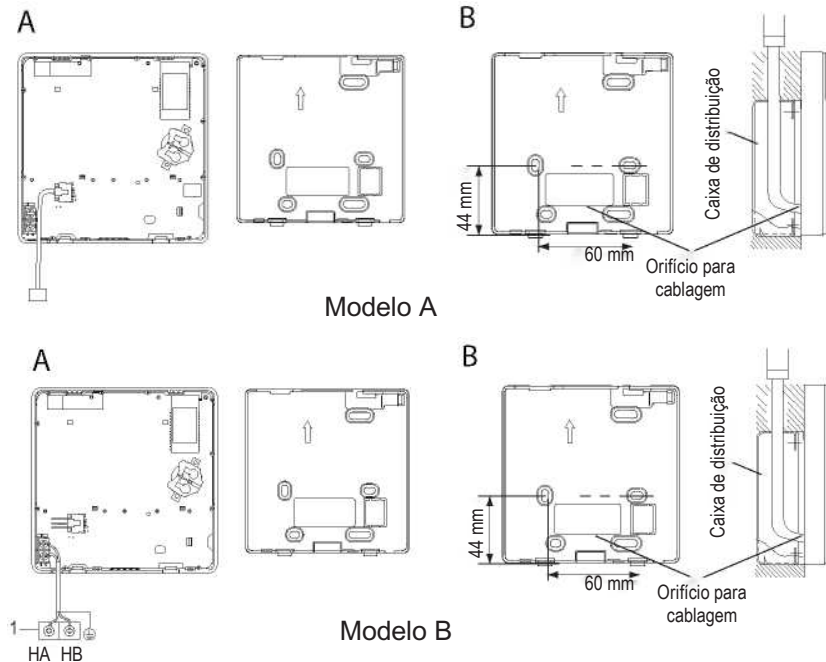 A
B
44 mm
60 mm
Caixa de distribuição
Orifício para
cablagem
Modelo A
A
B
44 mm
60 mm
Caixa de distribuição
Orifício para
cablagem
1
HA HB
Modelo B